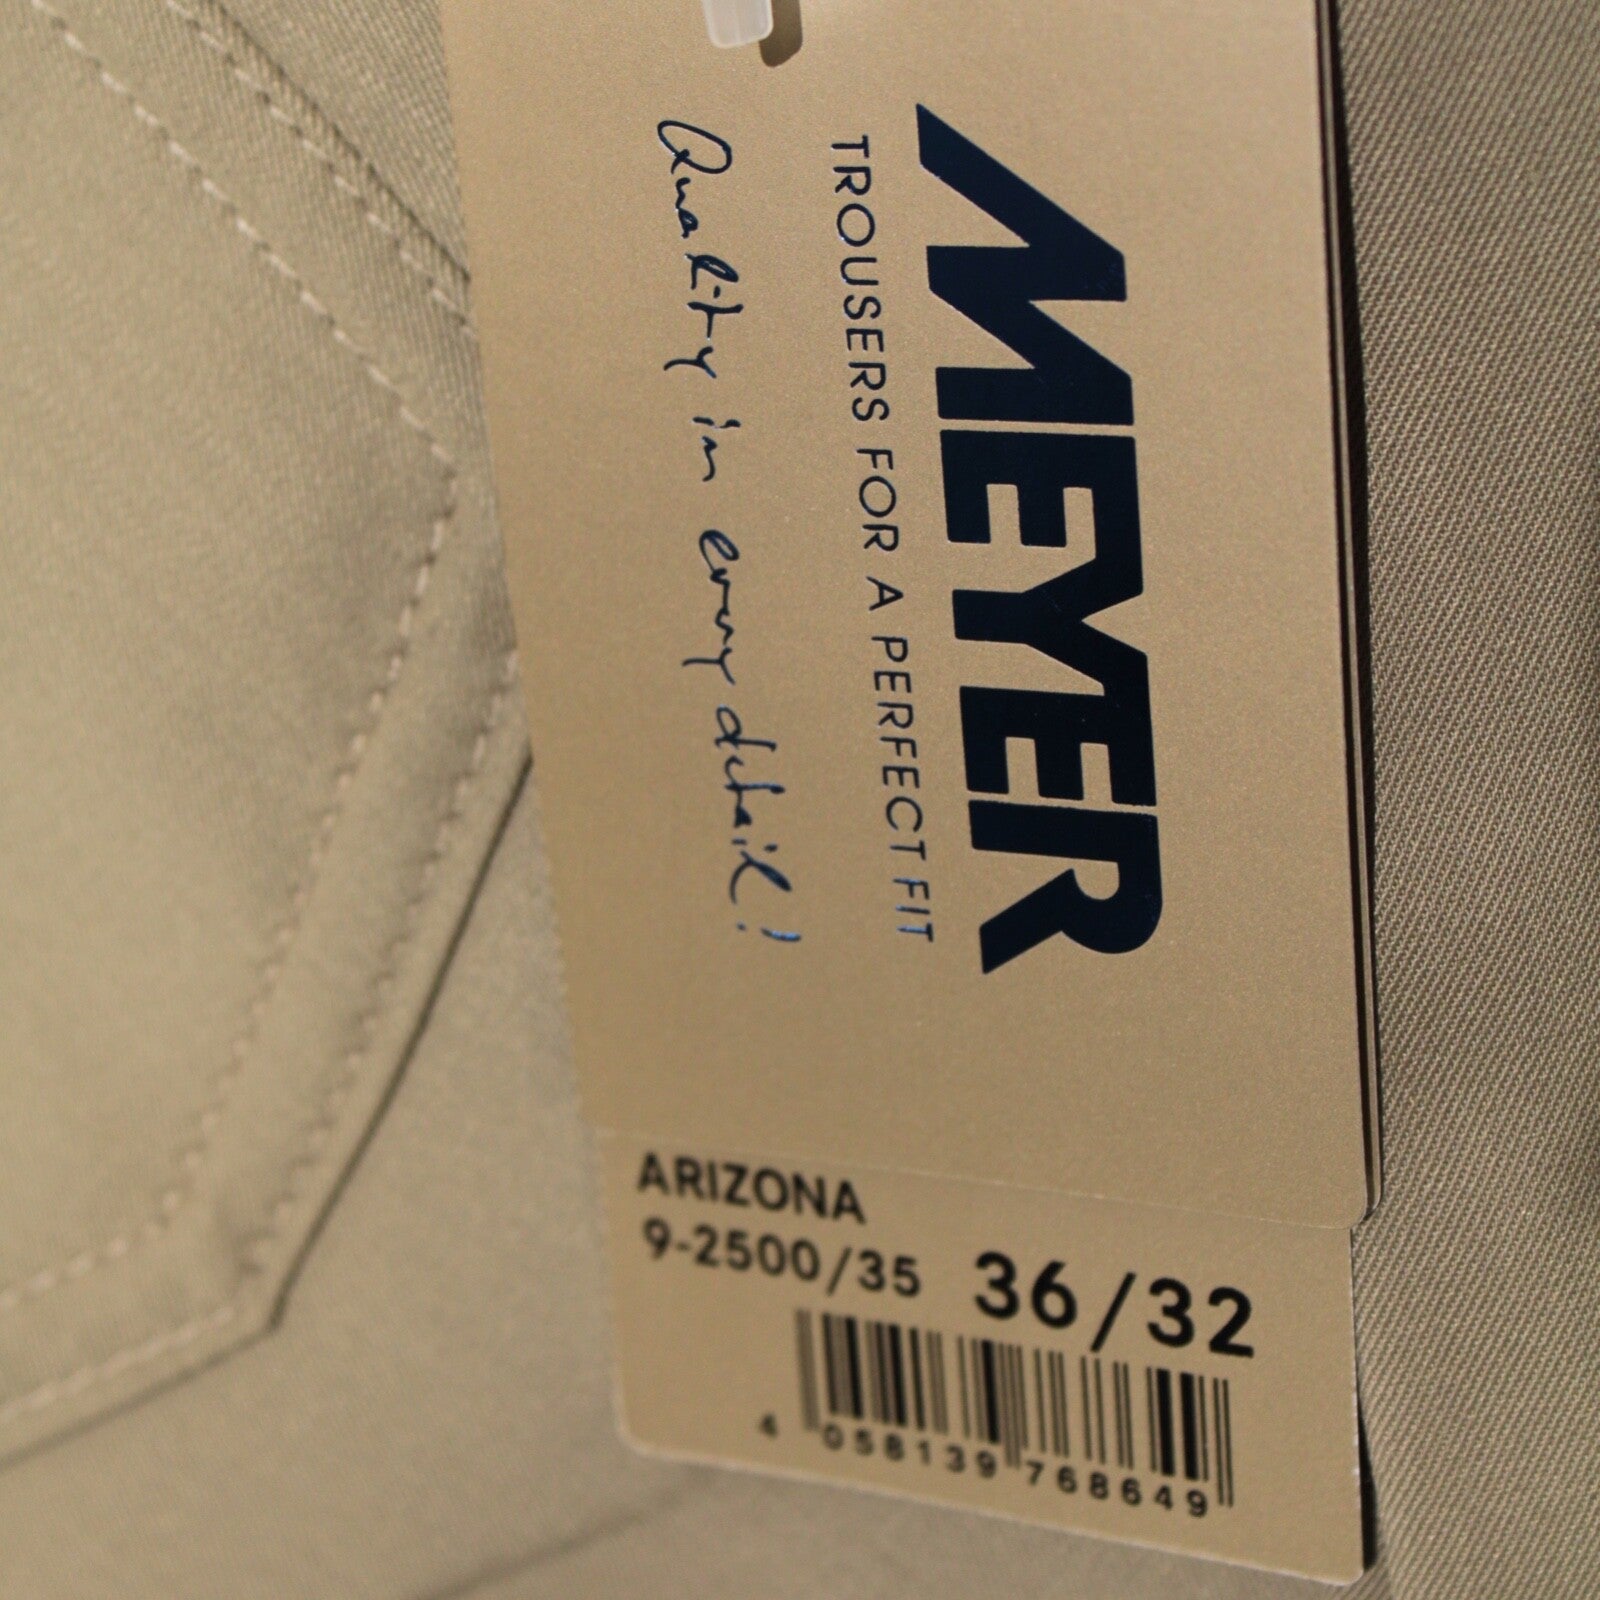 MEYER
TROUSERS FOR A PERFECT FIT
Quality in every detail!
ARIZONA
9-2500/35 36/32
4 058139 768649